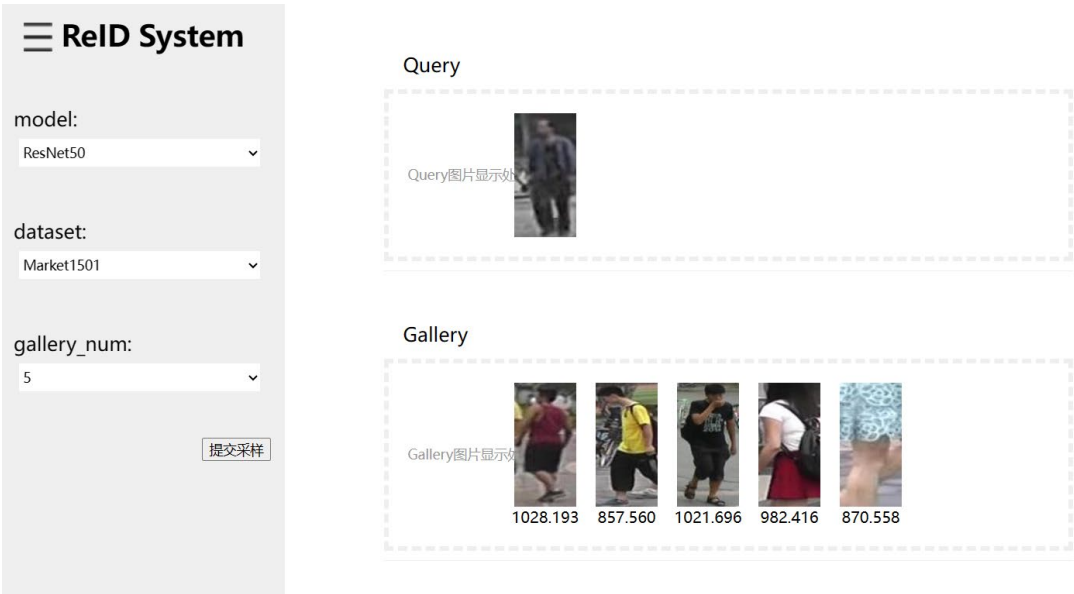 ReID System
model:
ResNet50
dataset:
Market1501
gallery_num:
5
提交采样
Query
Query图片显示处
Gallery
Gallery图片显示处
1028.193 857.560 1021.696 982.416 870.558